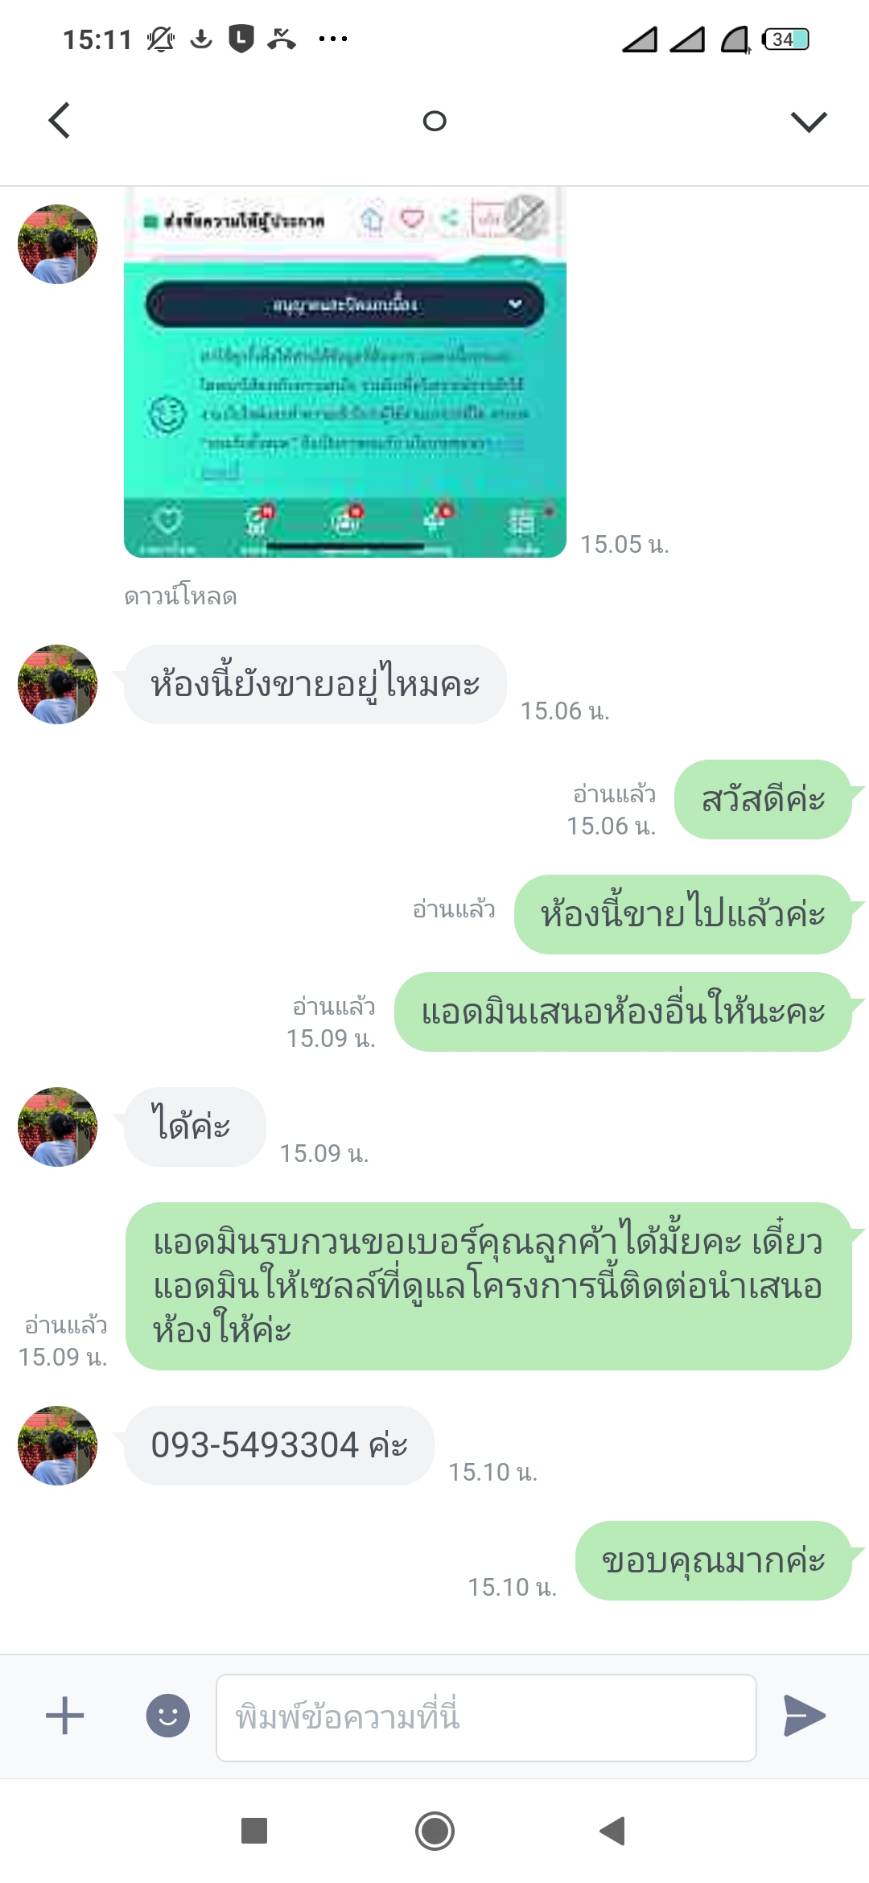 15:11
34
O
ส่งข้อความให้ผู้ประกาศ
15.05 น.
ดาวน์โหลด
ห้องนี้ยังขายอยู่ไหมคะ
15.06 น.
อ่านแล้ว
15.06 น.
สวัสดีค่ะ
อ่านแล้ว
ห้องนี้ขายไปแล้วค่ะ
อ่านแล้ว
15.09 น.
แอดมินเสนอห้องอื่นให้นะคะ
ได้ค่ะ
15.09 น.
แอดมินรบกวนขอเบอร์คุณลูกค้าได้มั้ยคะ เดี๋ยว
แอดมินให้เซลล์ที่ดูแลโครงการนี้ติดต่อนำเสนอ
ห้องให้ค่ะ
อ่านแล้ว
15.09 น.
093-5493304 ค่ะ
15.10 น.
ขอบคุณมากค่ะ
15.10 น.
พิมพ์ข้อความที่นี่